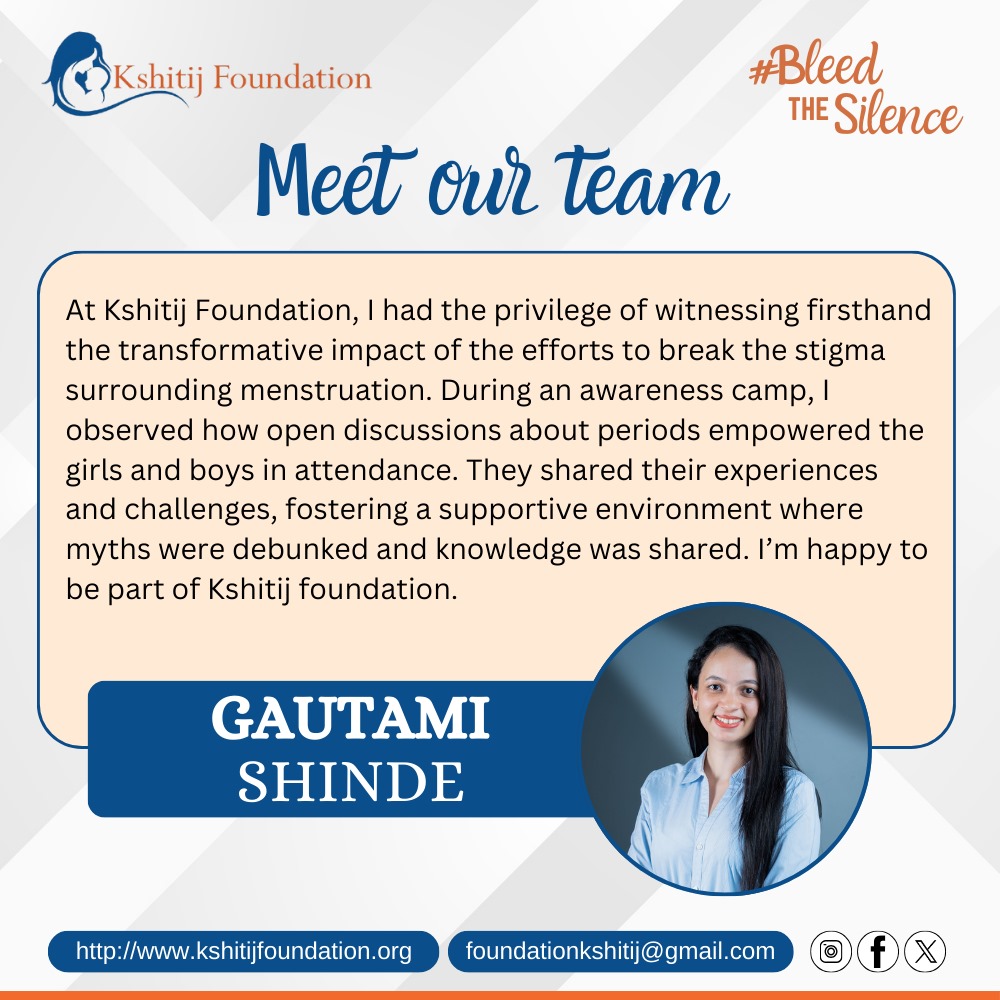 Kshitij Foundation
#Bleed
THE Silence
Meet our team
At Kshitij Foundation, I had the privilege of witnessing firsthand
the transformative impact of the efforts to break the stigma
surrounding menstruation. During an awareness camp, I
observed how open discussions about periods empowered the
girls and boys in attendance. They shared their experiences
and challenges, fostering a supportive environment where
myths were debunked and knowledge was shared. I’m happy to
be part of Kshitij foundation.
GAUTAMI
SHINDE
http://www.kshitijfoundation.org
foundationkshitij@gmail.com